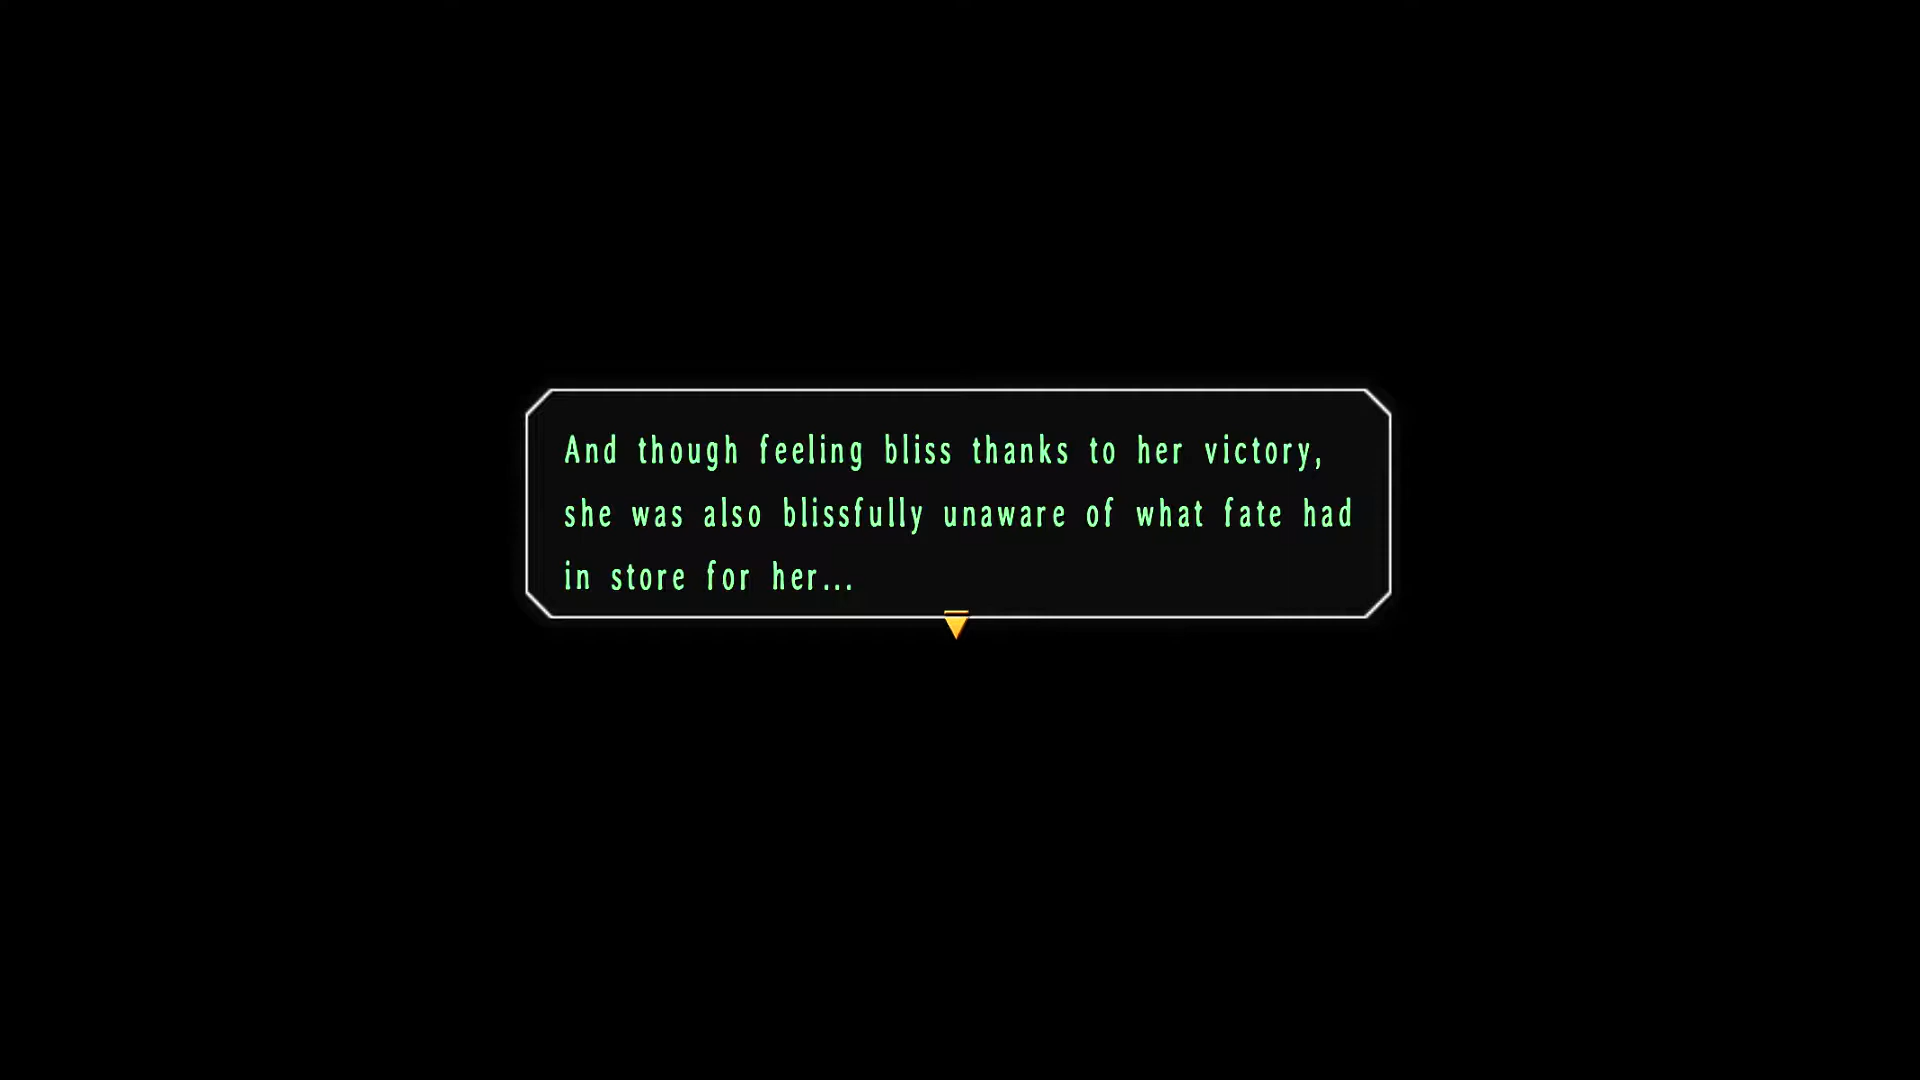 And though feeling bliss thanks to her victory,
she was also blissfully unaware of what fate had
in store for her...